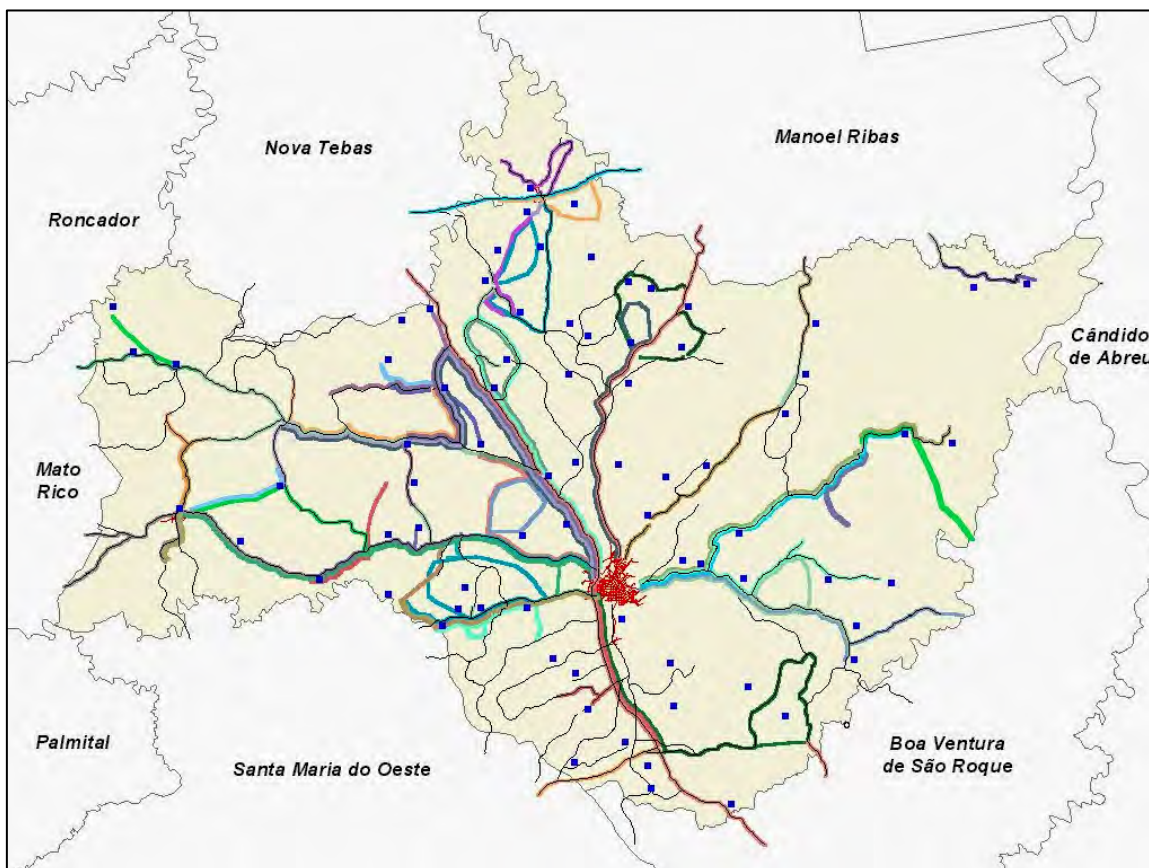 Nova Tebas
Manoel Ribas
Roncador
Cândido
de Abreu
Mato
Rico
Palmital
Santa Maria do Oeste
Boa Ventura
de São Roque